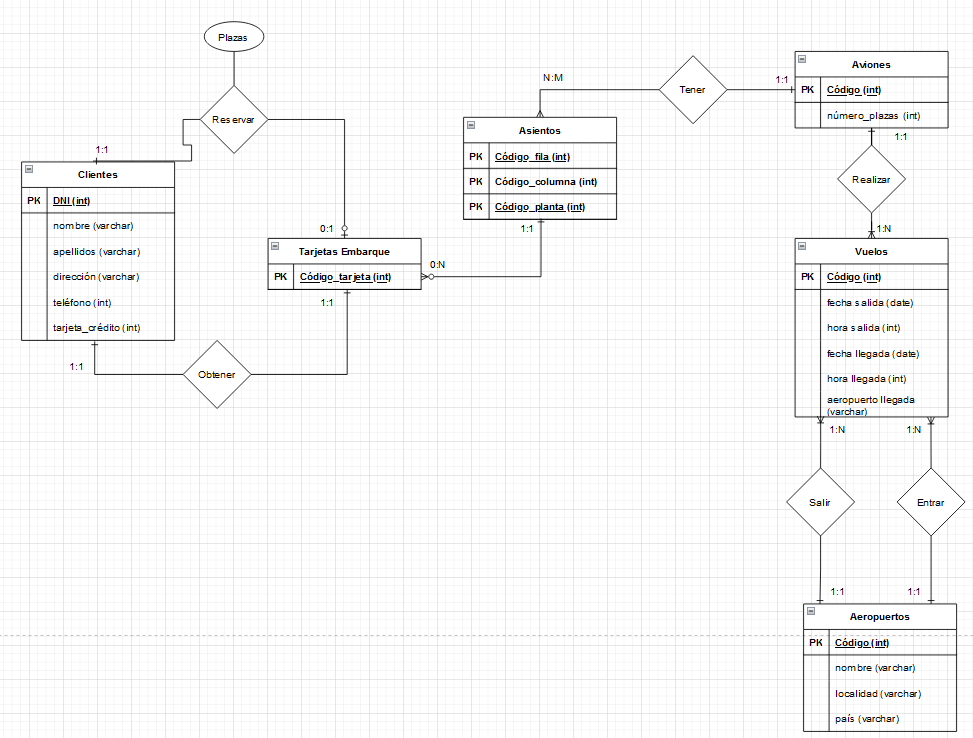 Plazas
Reservar
1:1
Clientes
PK DNI (int)
nombre (varchar)
apellidos (varchar)
dirección (varchar)
teléfono (int)
tarjeta_crédito (int)
1:1
Obtener
0:1
Tarjetas Embarque
PK Código_tarjeta (int)
1:1
0:N
N:M
Asientos
PK Código_fila (int)
PK Código_columna (int)
PK Código_planta (int)
1:1
Tener
1:1
Aviones
PK Código (int)
número_plazas (int)
1:1
Realizar
1:N
Vuelos
PK Código (int)
fecha salida (date)
hora salida (int)
fecha llegada (date)
hora llegada (int)
aeropuerto llegada
(varchar)
1:N 1:N
Salir Entrar
1:1 1:1
Aeropuertos
PK Código (int)
nombre (varchar)
localidad (varchar)
país (varchar)